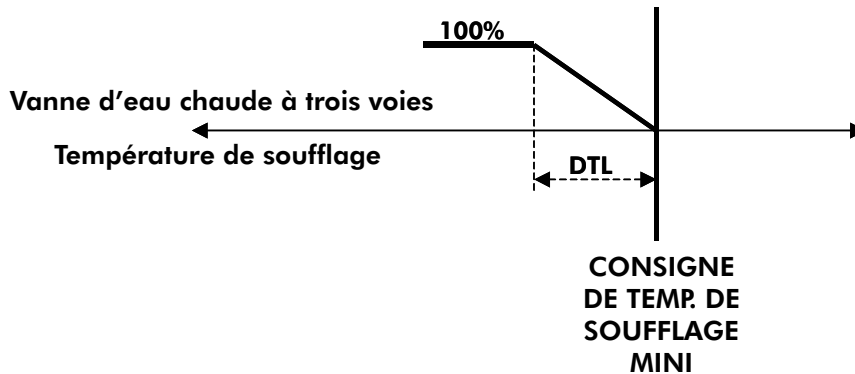 100%
Vanne d'eau chaude à trois voies
Température de soufflage
DTL
CONSIGNE
DE TEMP. DE
SOUFFLAGE
MINI